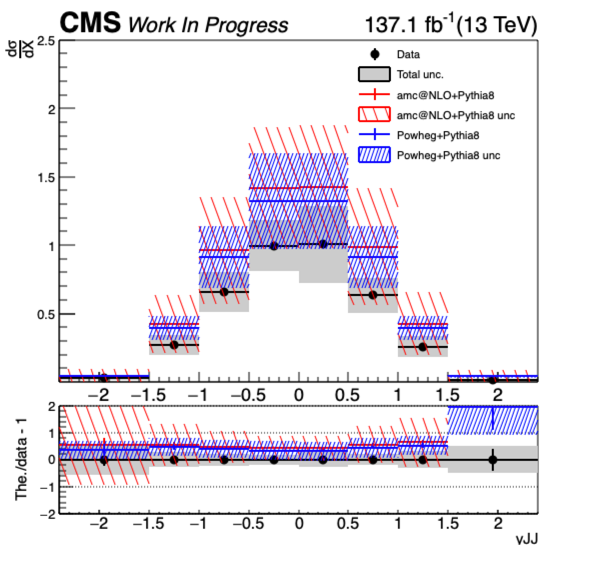 CMS Work In Progress 137.1 fb-1(13 TeV)
dσ
dX
2.5
2
1.5
1
0.5
Data
Total unc.
amc@NLO+Pythia8
amc@NLO+Pythia8 unc
Powheg+Pythia8
Powheg+Pythia8 unc
−2 −1.5 −1 −0.5 0 0.5 1 1.5 2
The./data - 1
2
1
0
−1
−2
−2 −1.5 −1 −0.5 0 0.5 1 1.5 2
yJJ